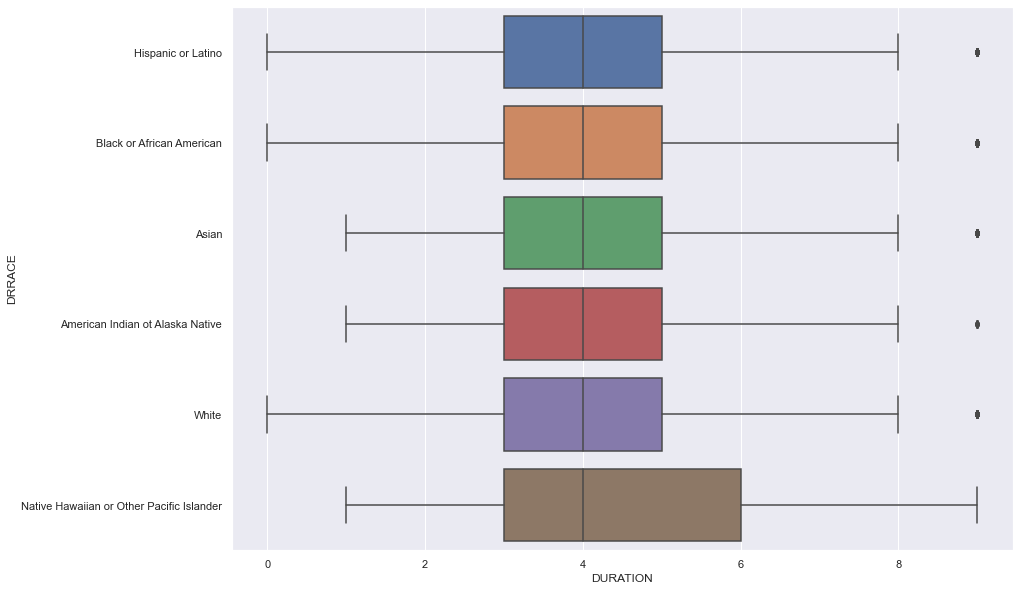 Hispanic or Latino
Black or African American
Asian
American Indian ot Alaska Native
White
Native Hawaiian or Other Pacific Islander
DRRACE
0 2 4 6 8
DURATION